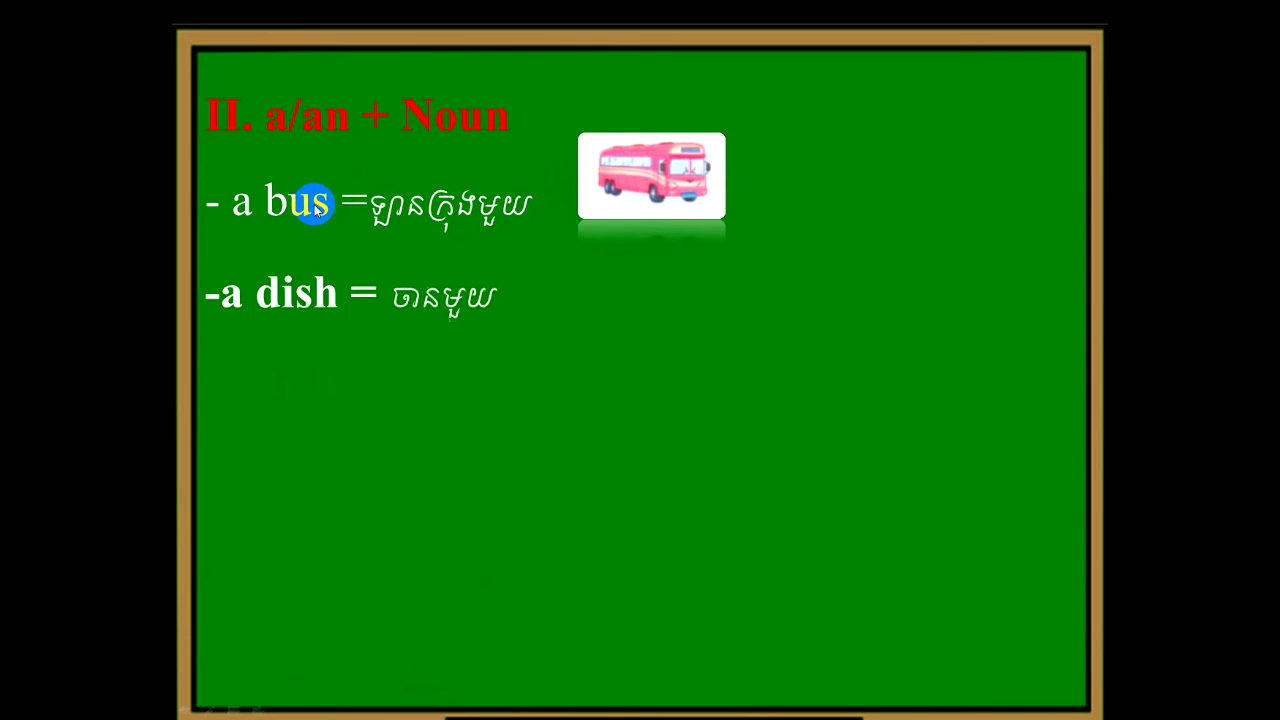 II. a/an + Noun
- a bus =ឡានក្រុងមួយ
-a dish = ចានមួយ